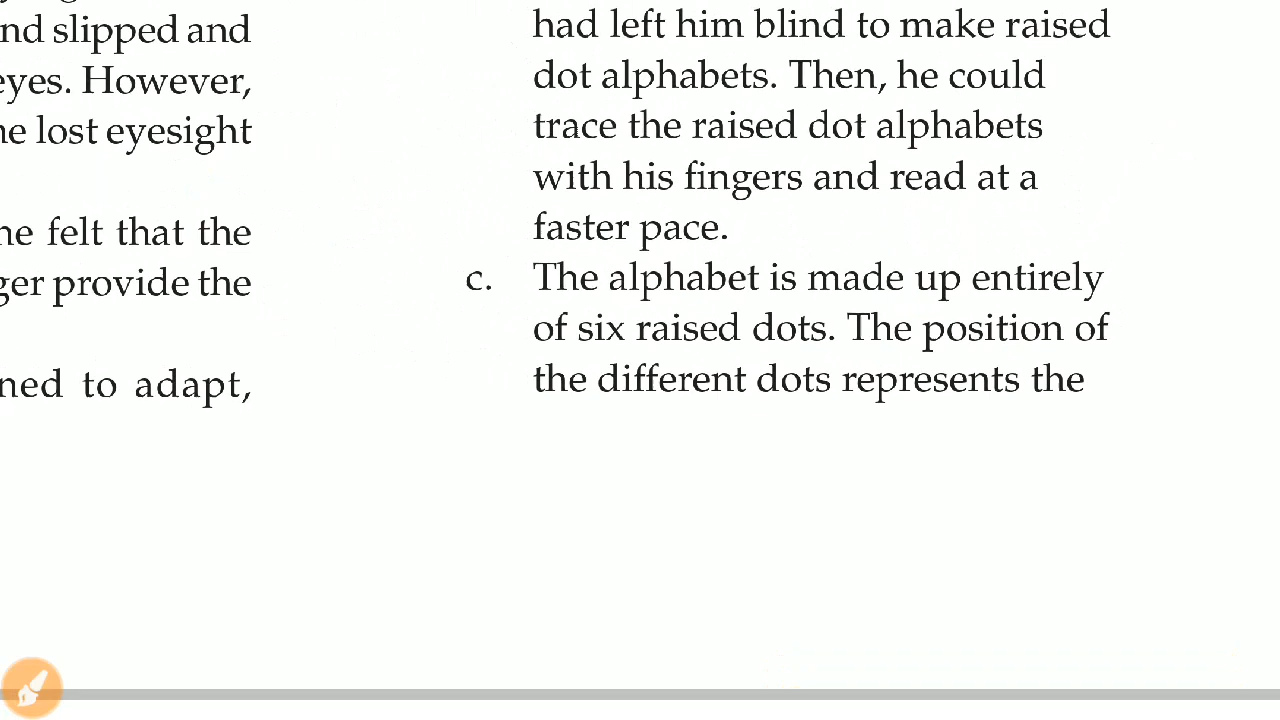 nd slipped and
eyes. However,
he lost eyesight
he felt that the
ger provide the
ned to adapt,
had left him blind to make raised
dot alphabets. Then, he could
trace the raised dot alphabets
with his fingers and read at a
faster pace.
c. The alphabet is made up entirely
of six raised dots. The position of
the different dots represents the